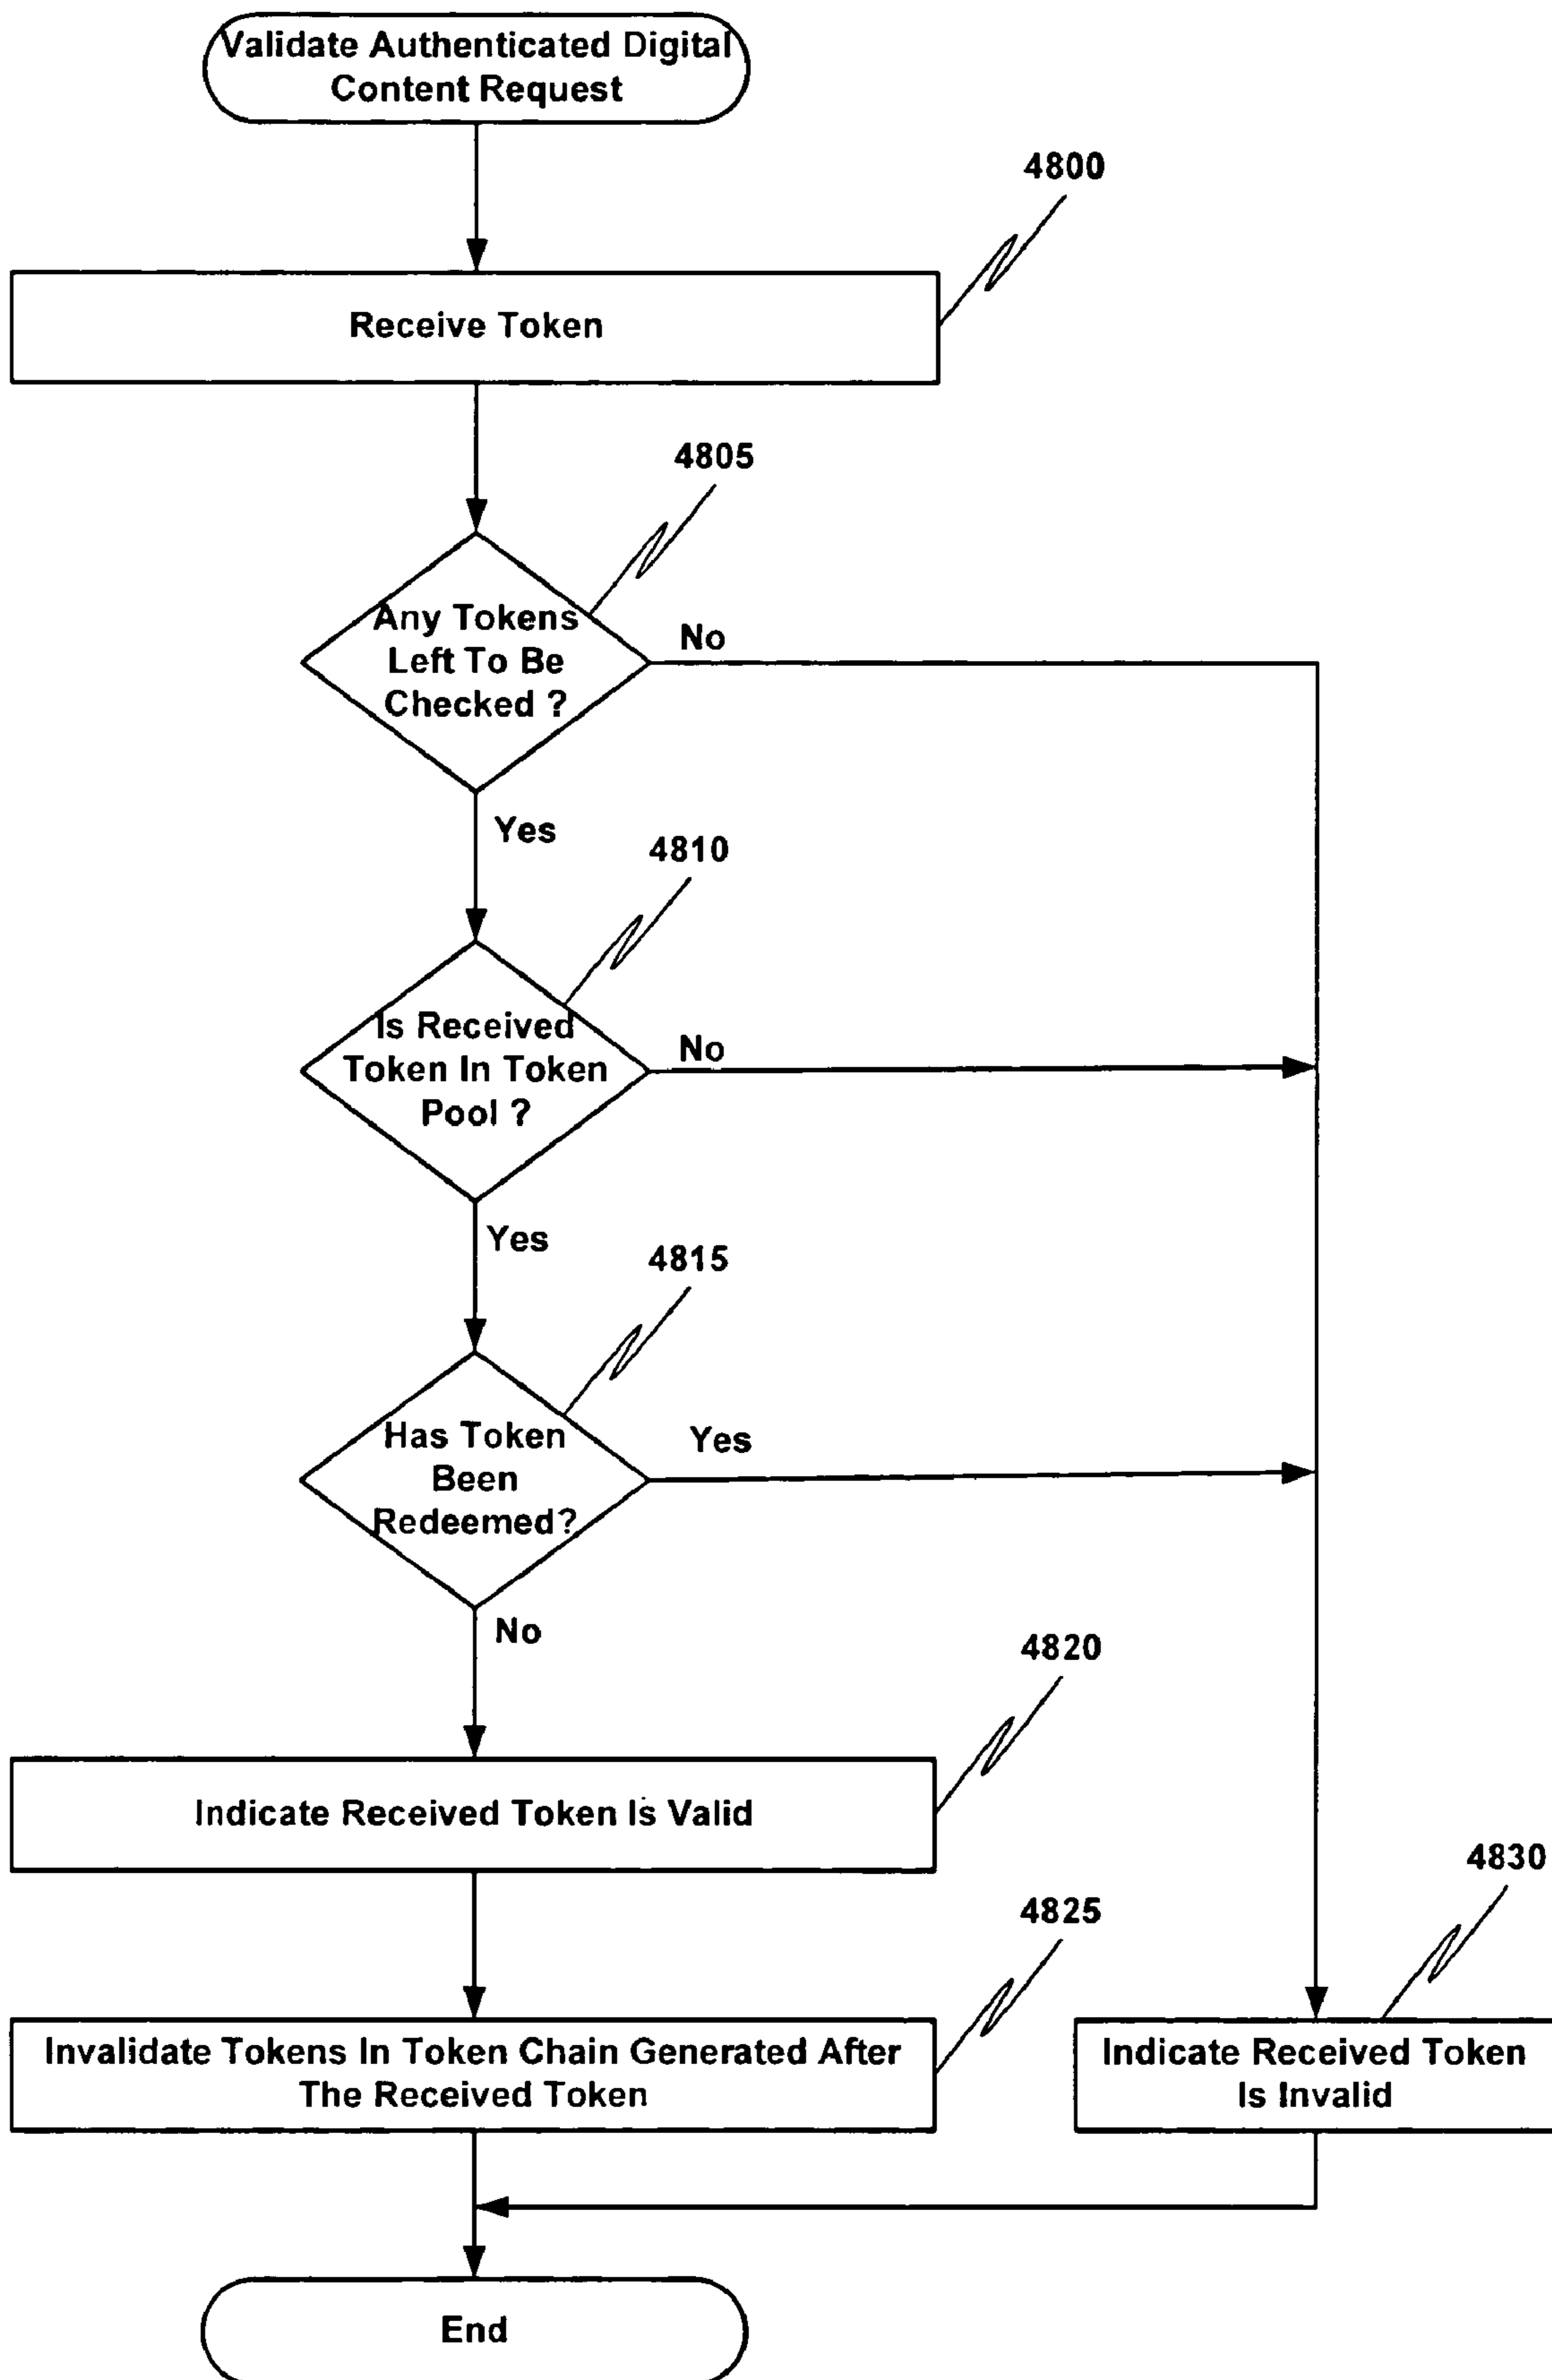 Validate Authenticated Digital
Content Request
4800
Receive Token
4805
Any Tokens
Left To Be
Checked ?
No
Yes
4810
Is Received
Token In Token
Pool ?
No
Yes
4815
Has Token
Been
Redeemed?
Yes
No
4820
Indicate Received Token Is Valid
4825
Invalidate Tokens In Token Chain Generated After
The Received Token
4830
Indicate Received Token
Is Invalid
End